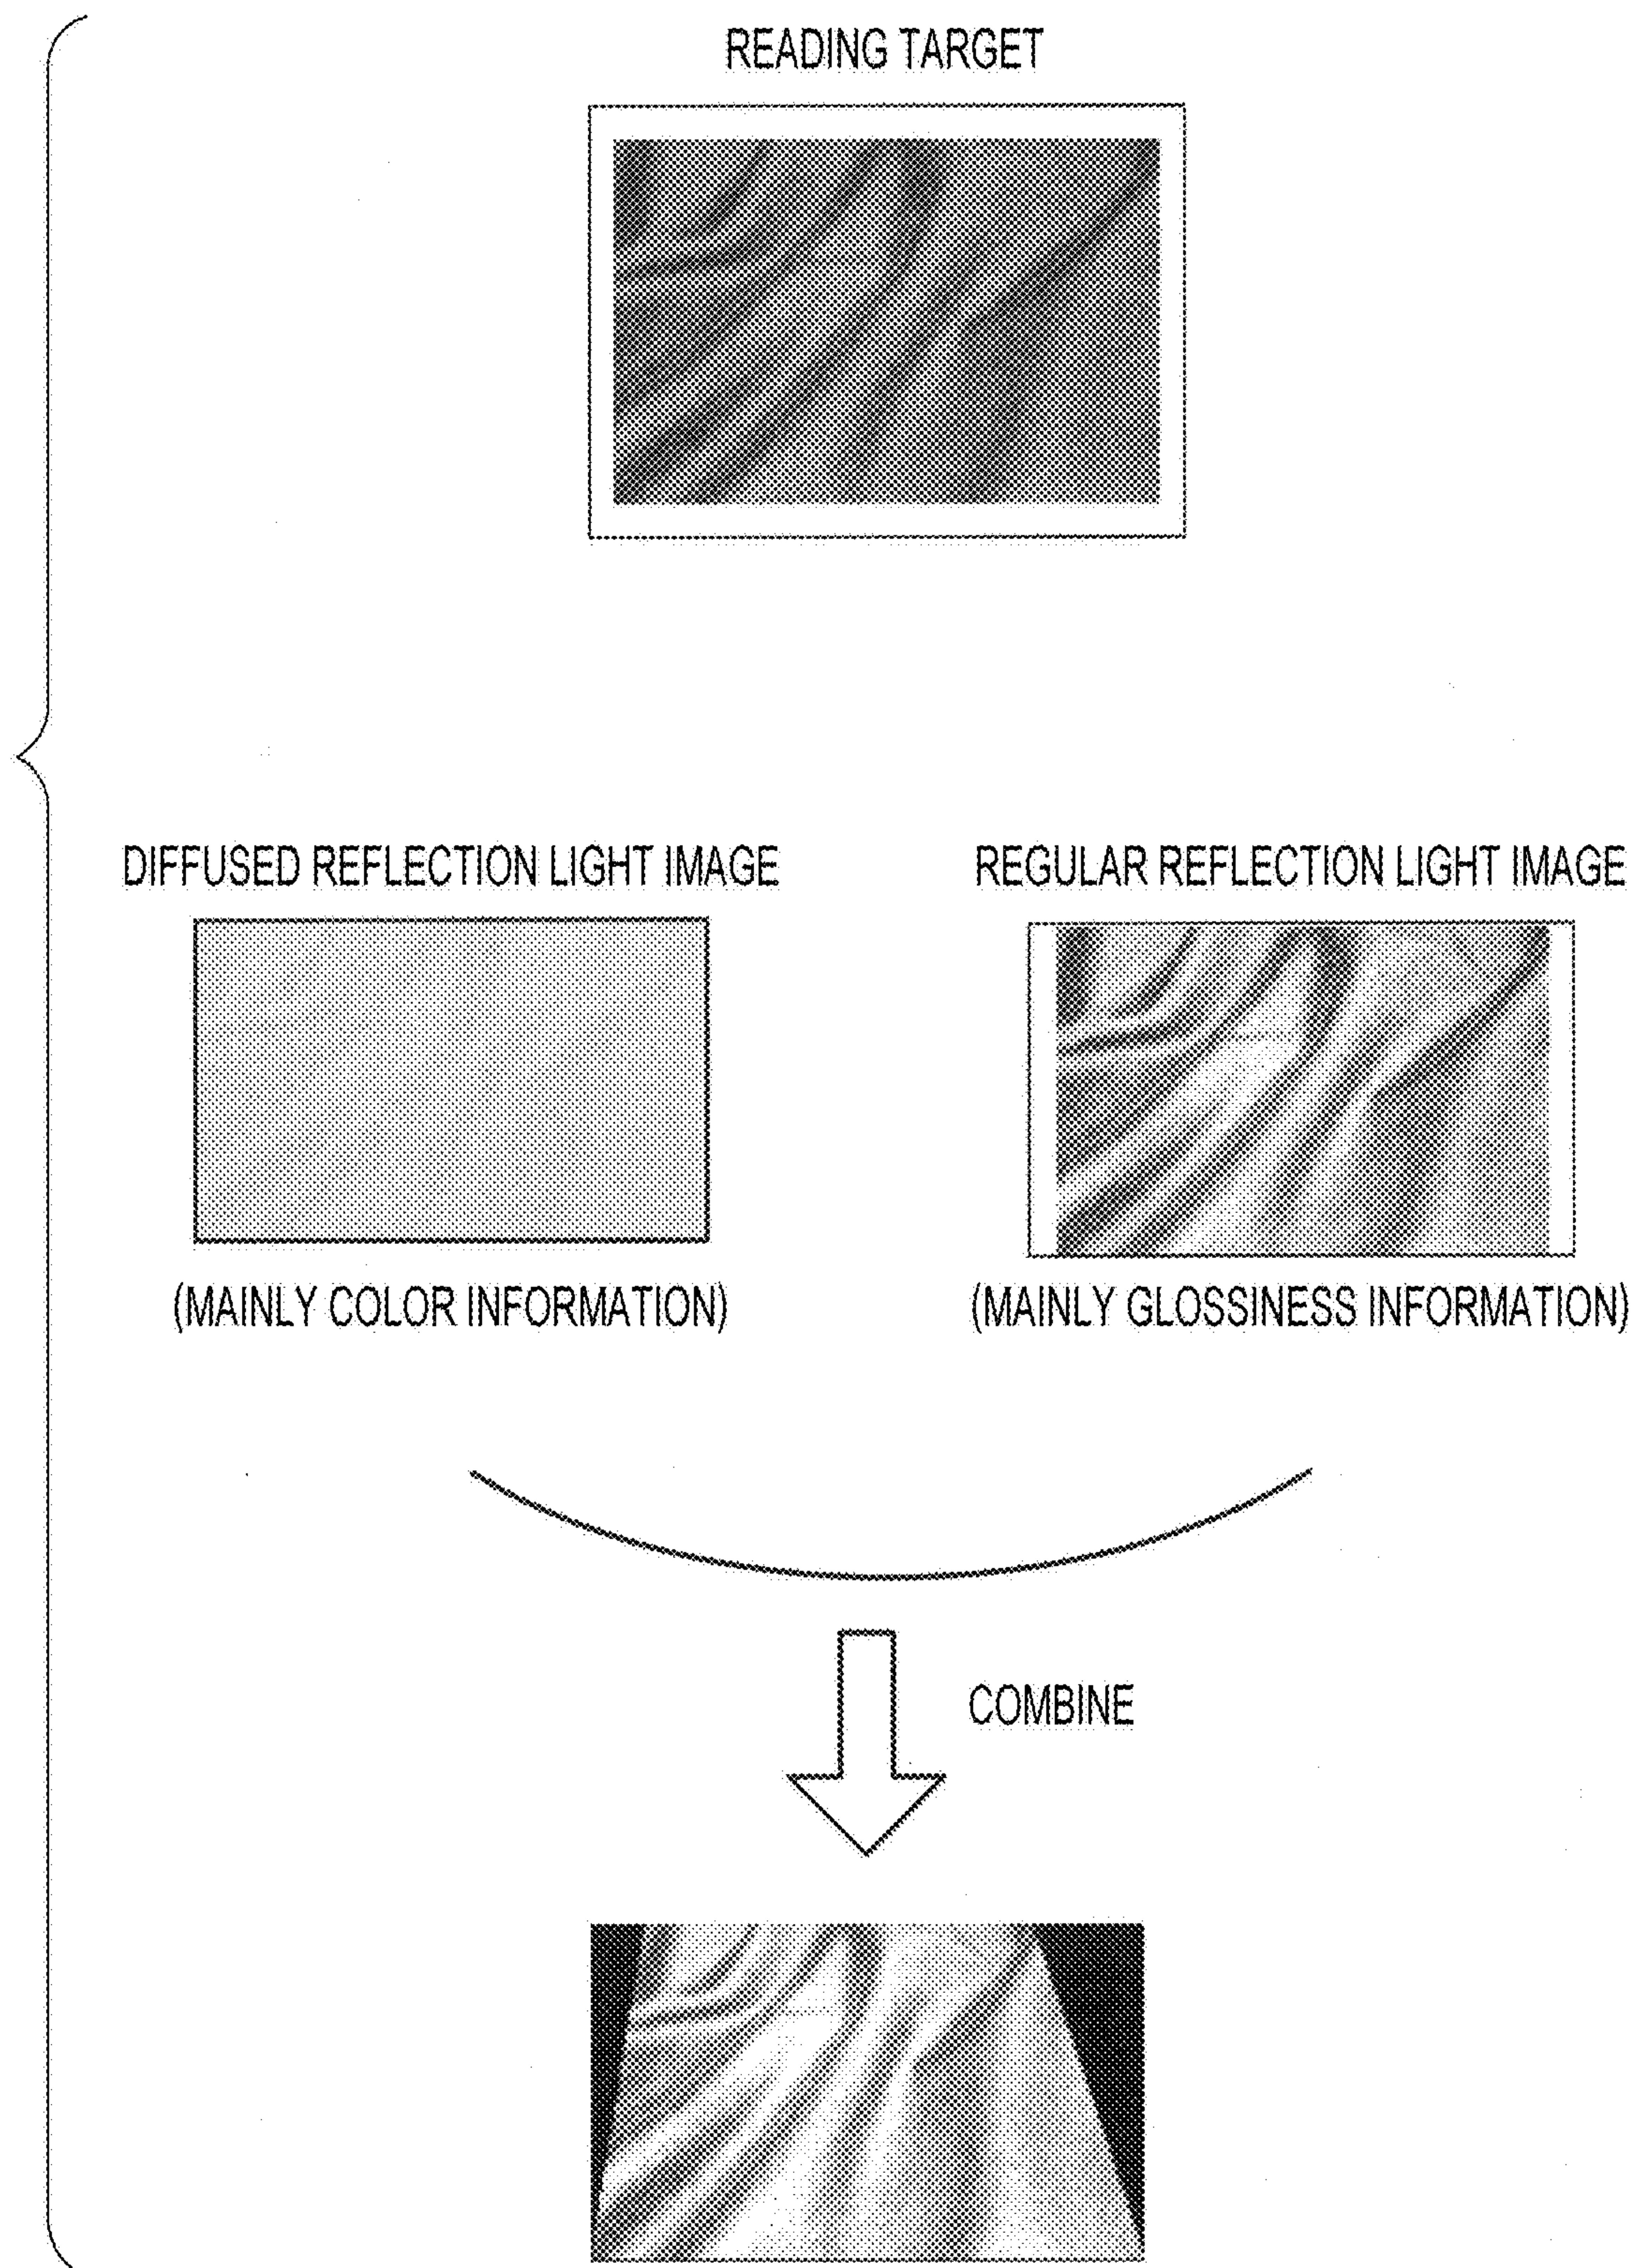 READING TARGET
DIFFUSED REFLECTION LIGHT IMAGE
REGULAR REFLECTION LIGHT IMAGE
(MAINLY COLOR INFORMATION)
(MAINLY GLOSSINESS INFORMATION)
COMBINE